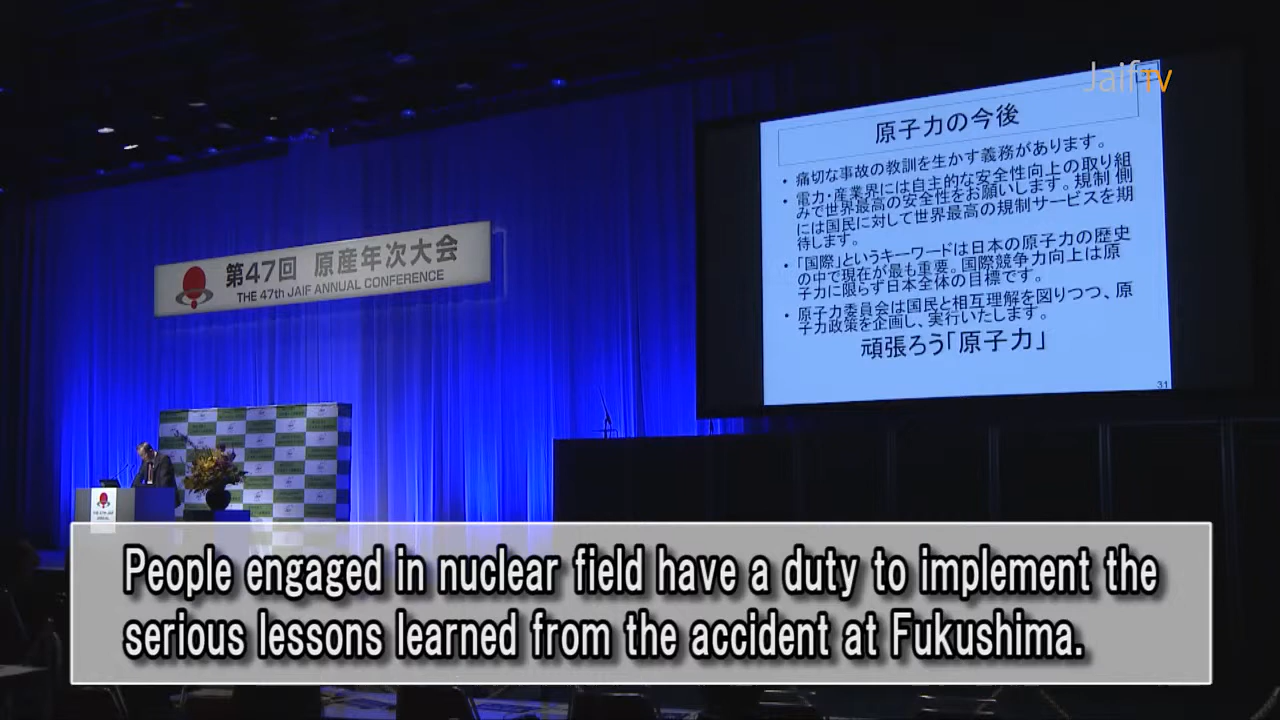 JaifTV
原子力の今後
・痛切な事故の教訓を生かす義務があります。
・電力・産業界には自主的な安全性向上の取り組
みで世界最高の安全性をお願いします。規制 側
には国民に対して世界最高の規制サービスを期
待します。
・「国際」というキーワードは日本の原子力の歴史
の中で現在が最も重要。国際競争力向上は原
子力に限らず日本全体の目標です。
・原子力委員会は国民と相互理解を図りつつ、原
子力政策を企画し、実行いたします。
頑張ろう「原子力」
31
第47回 原産年次大会
THE 47th JAIF ANNUAL CONFERENCE
People engaged in nuclear field have a duty to implement the
serious lessons learned from the accident at Fukushima.